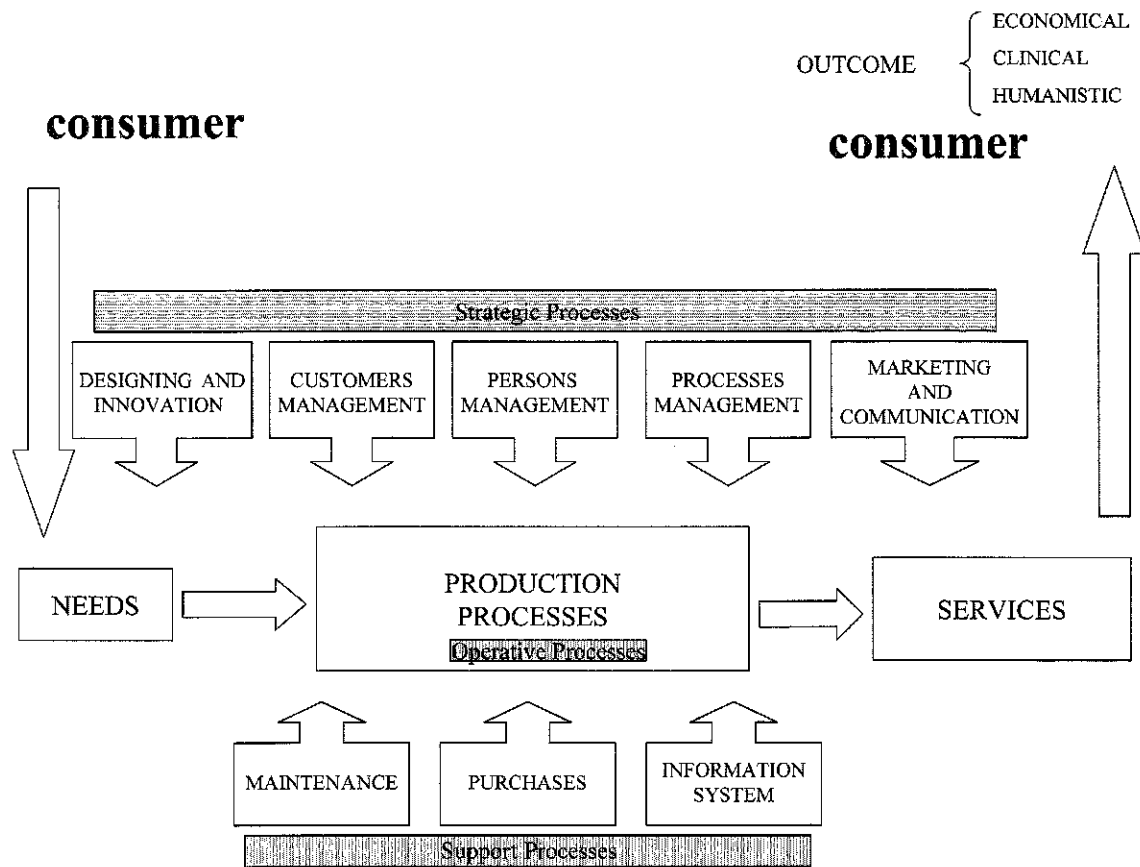 ECONOMICAL
OUTCOME
CLINICAL
HUMANISTIC
consumer
consumer
Strategic Processes
DESIGNING AND
INNOVATION
CUSTOMERS
MANAGEMENT
PERSONS
MANAGEMENT
PROCESSES
MANAGEMENT
MARKETING
AND
COMMUNICATION
NEEDS
PRODUCTION
PROCESSES
Operative Processes
SERVICES
MAINTENANCE
PURCHASES
INFORMATION
SYSTEM
Support Processes